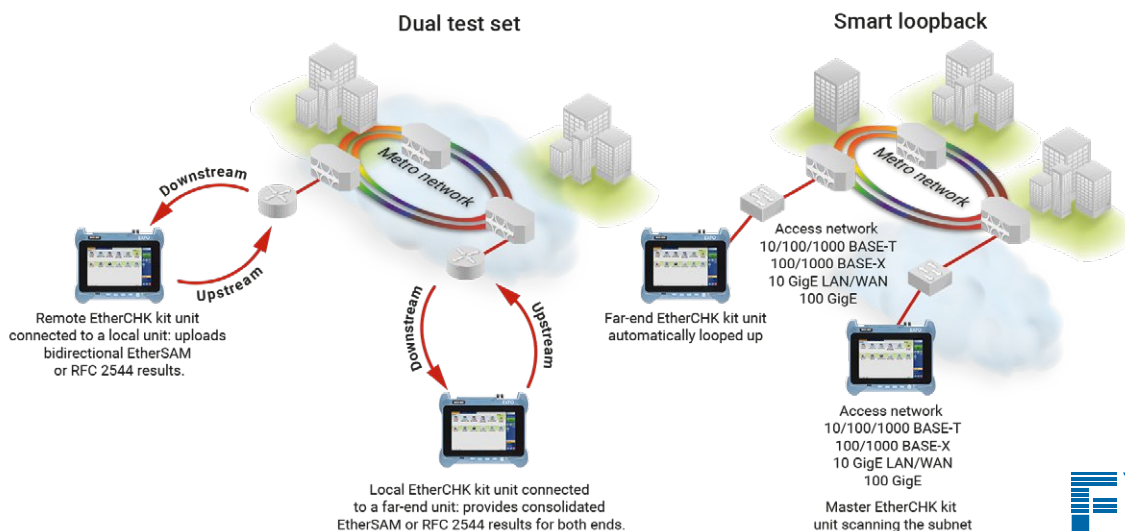 Dual test set
Smart loopback
Metro network
Downstream
Upstream
Remote EtherCHK kit unit
connected to a local unit: uploads
bidirectional EtherSAM
or RFC 2544 results.
Downstream
Upstream
Local EtherCHK kit unit connected
to a far-end unit: provides consolidated
EtherSAM or RFC 2544 results for both ends.
Metro network
Access network
10/100/1000 BASE-T
100/1000 BASE-X
10 GigE LAN/WAN
100 GigE
Far-end EtherCHK kit unit
automatically looped up
Access network
10/100/1000 BASE-T
100/1000 BASE-X
10 GigE LAN/WAN
100 GigE
Master EtherCHK kit
unit scanning the subnet